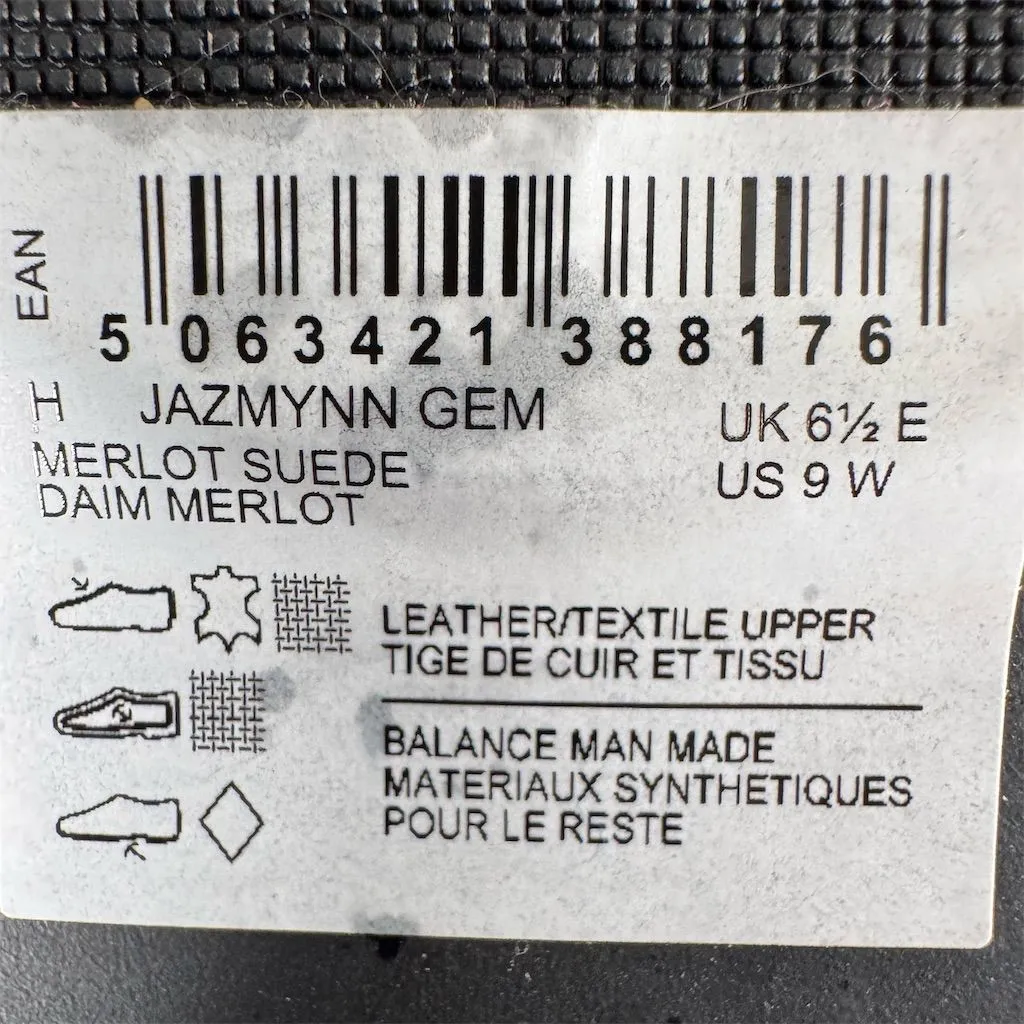 EAN
5 063421 388176
H JAZMYNN GEM
UK 6½ E
MERLOT SUEDE
US 9 W
DAIM MERLOT
LEATHER/TEXTILE UPPER
TIGE DE CUIR ET TISSU
BALANCE MAN MADE
MATERIAUX SYNTHETIQUES
POUR LE RESTE